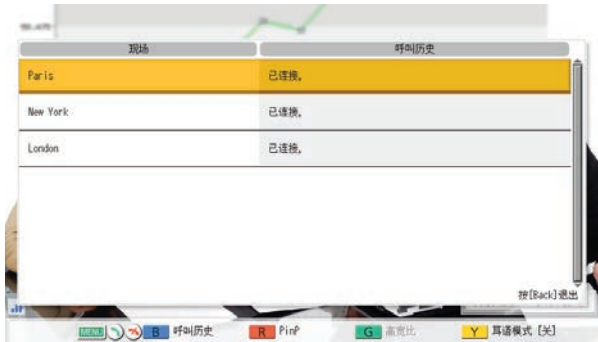 现场 呼叫历史
Paris 已连接。
New York 已连接。
London 已连接。
按[Back]退出
MENU B 呼叫历史 R PinP G 高宽比 Y 耳语模式 [关]